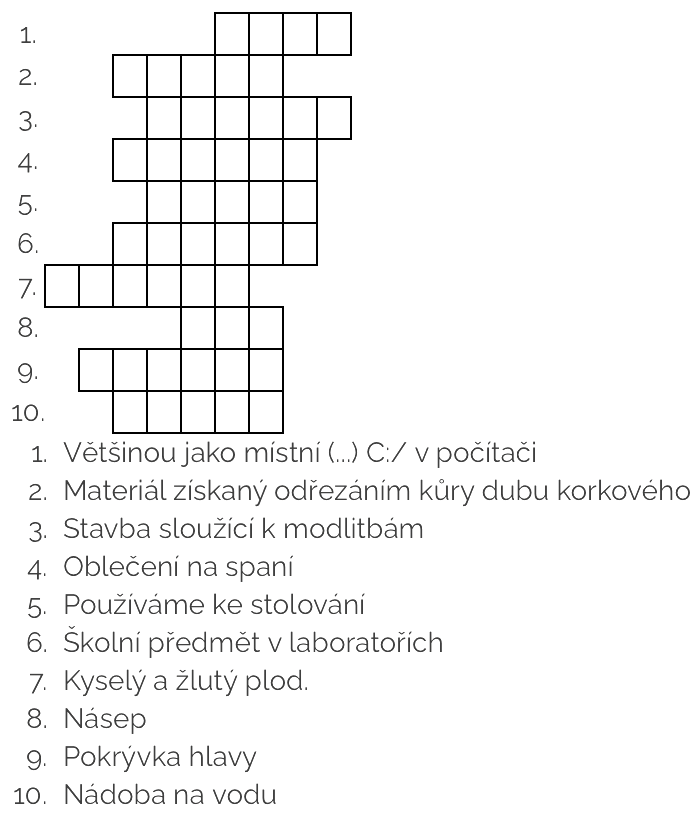 1.
2.
3.
4.
5.
6.
7.
8.
9.
10.
1. Většinou jako místní (...) C:/ v počítači
2. Materiál získaný odřezáním kůry dubu korkového
3. Stavba sloužící k modlitbám
4. Oblečení na spaní
5. Používáme ke stolování
6. Školní předmět v laboratořích
7. Kyselý a žlutý plod.
8. Násep
9. Pokrývka hlavy
10. Nádoba na vodu